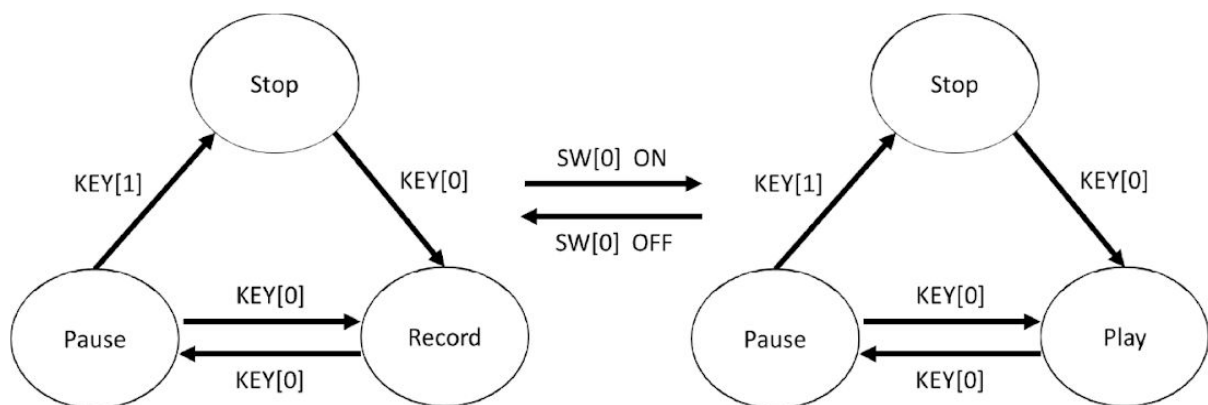 Stop
KEY[1]
KEY[0]
Pause
KEY[0]
KEY[0]
Record
SW[0] ON
SW[0] OFF
Stop
KEY[1]
KEY[0]
Pause
KEY[0]
KEY[0]
Play